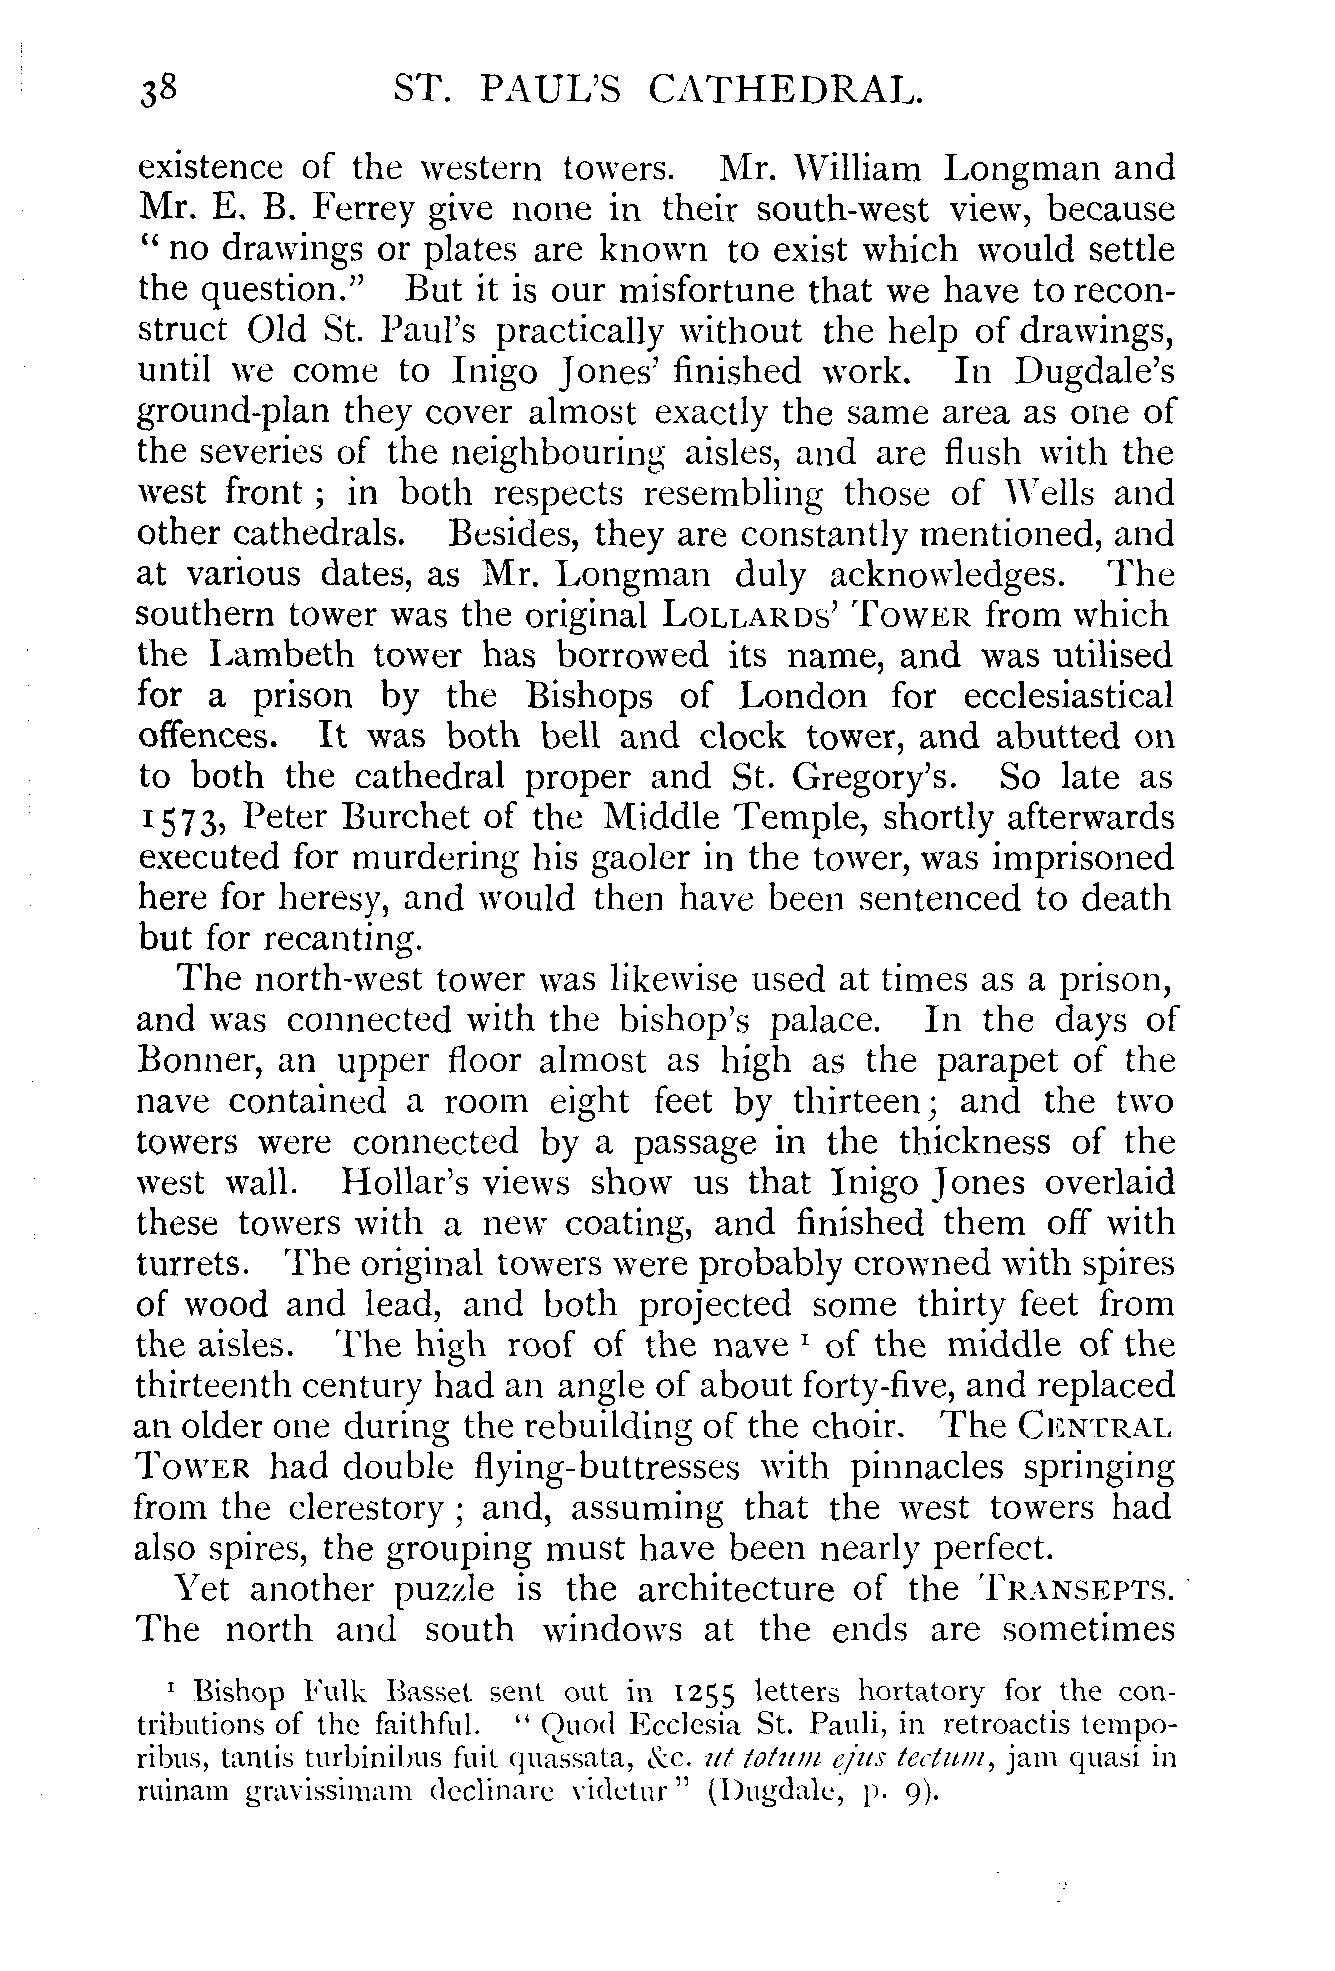 38 ST. PAUL'S CATHEDRAL.
existence of the western towers. Mr. William Longman and
Mr. E. B. Ferrey give none in their south-west view, because
“ no drawings or plates are known to exist which would settle
the question.” But it is our misfortune that we have to recon-
struct Old St. Paul's practically without the help of drawings,
until we come to Inigo Jones' finished work. In Dugdale's
ground-plan they cover almost exactly the same area as one of
the severies of the neighbouring aisles, and are flush with the
west front ; in both respects resembling those of Wells and
other cathedrals. Besides, they are constantly mentioned, and
at various dates, as Mr. Longman duly acknowledges. The
southern tower was the original LOLLARDS' TOWER from which
the Lambeth tower has borrowed its name, and was utilised
for a prison by the Bishops of London for ecclesiastical
offences. It was both bell and clock tower, and abutted on
to both the cathedral proper and St. Gregory's. So late as
1573, Peter Burchet of the Middle Temple, shortly afterwards
executed for murdering his gaoler in the tower, was imprisoned
here for heresy, and would then have been sentenced to death
but for recanting.
The north-west tower was likewise used at times as a prison,
and was connected with the bishop's palace. In the days of
Bonner, an upper floor almost as high as the parapet of the
nave contained a room eight feet by thirteen ; and the two
towers were connected by a passage in the thickness of the
west wall. Hollar's views show us that Inigo Jones overlaid
these towers with a new coating, and finished them off with
turrets. The original towers were probably crowned with spires
of wood and lead, and both projected some thirty feet from
the aisles. The high roof of the nave ¹ of the middle of the
thirteenth century had an angle of about forty-five, and replaced
an older one during the rebuilding of the choir. The CENTRAL
TOWER had double flying-buttresses with pinnacles springing
from the clerestory ; and, assuming that the west towers had
also spires, the grouping must have been nearly perfect.
Yet another puzzle is the architecture of the TRANSEPTS.
The north and south windows at the ends are sometimes
¹ Bishop Fulk Basset sent out in 1255 letters hortatory for the con-
tributions of the faithful. “ Quod Ecclesia St. Pauli, in retroactis tempo-
ribus, tantis turbinibus fuit quassata, &c. ut totum ejus tectum, jam quasi in
ruinam gravissimam declinare videtur” (Dugdale, p. 9).